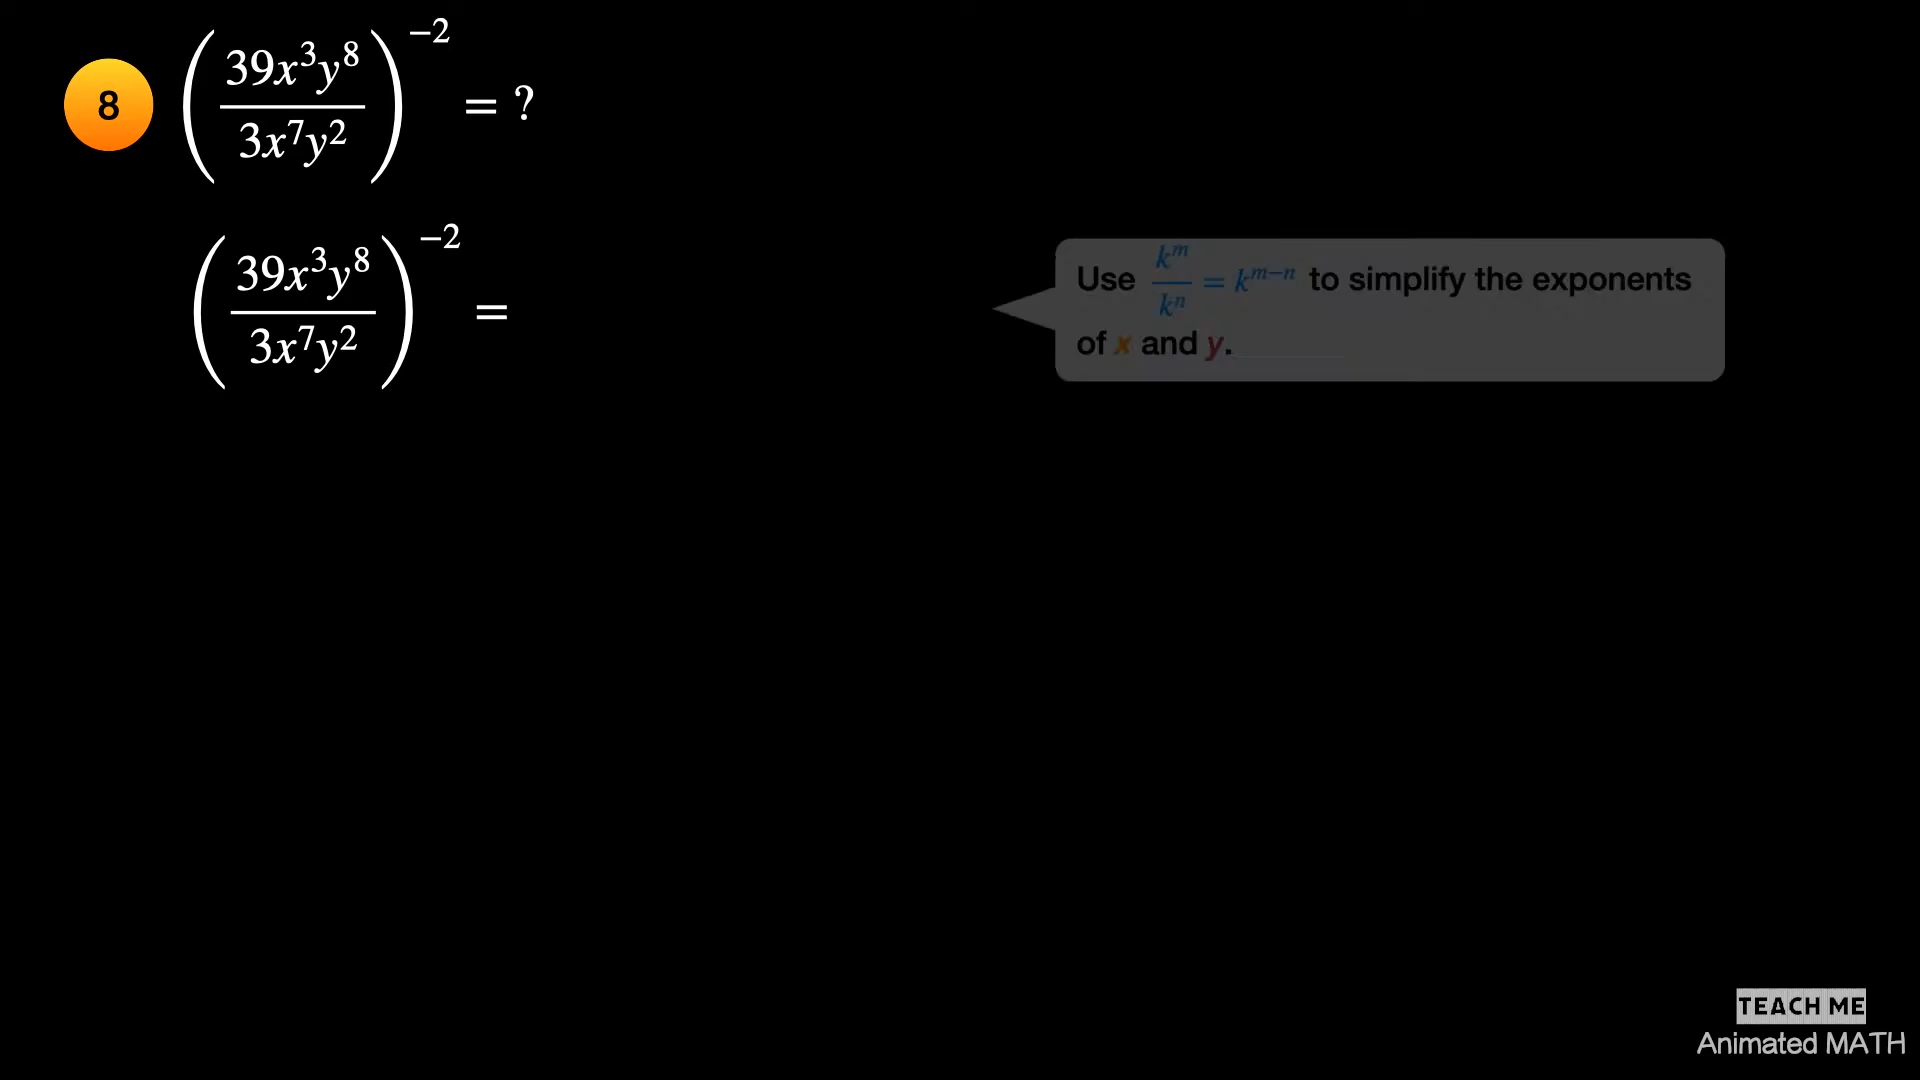 8 (39x³y⁸ / 3x⁷y²)⁻² = ?
(39x³y⁸ / 3x⁷y²)⁻² =
Use kᵐ / kⁿ = kᵐ⁻ⁿ to simplify the exponents
of x and y.
TEACH ME
Animated MATH